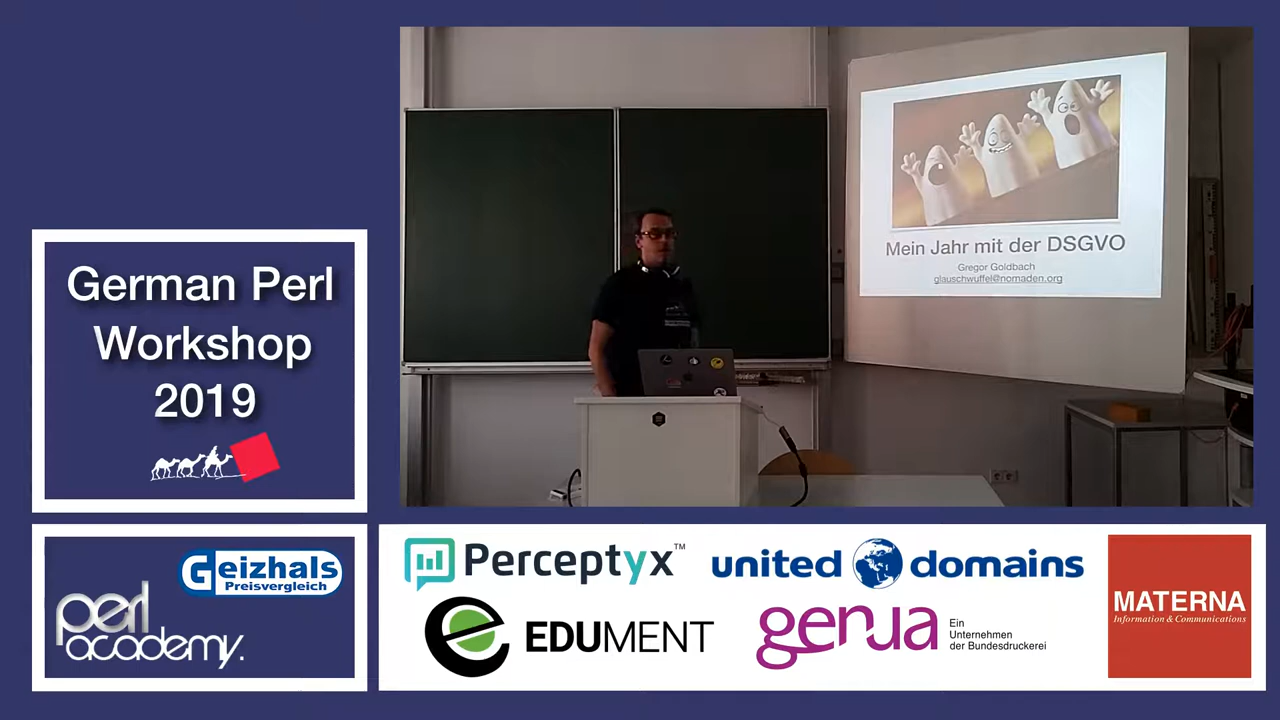 German Perl
Workshop
2019
Mein Jahr mit der DSGVO
Gregor Goldbach
glauschwuffel@nomaden.org
Geizhals
Preisvergleich
perl
academy.
Perceptyx™
united domains
EDUMENT
genua
Ein
Unternehmen
der Bundesdruckerei
MATERNA
Information & Communications